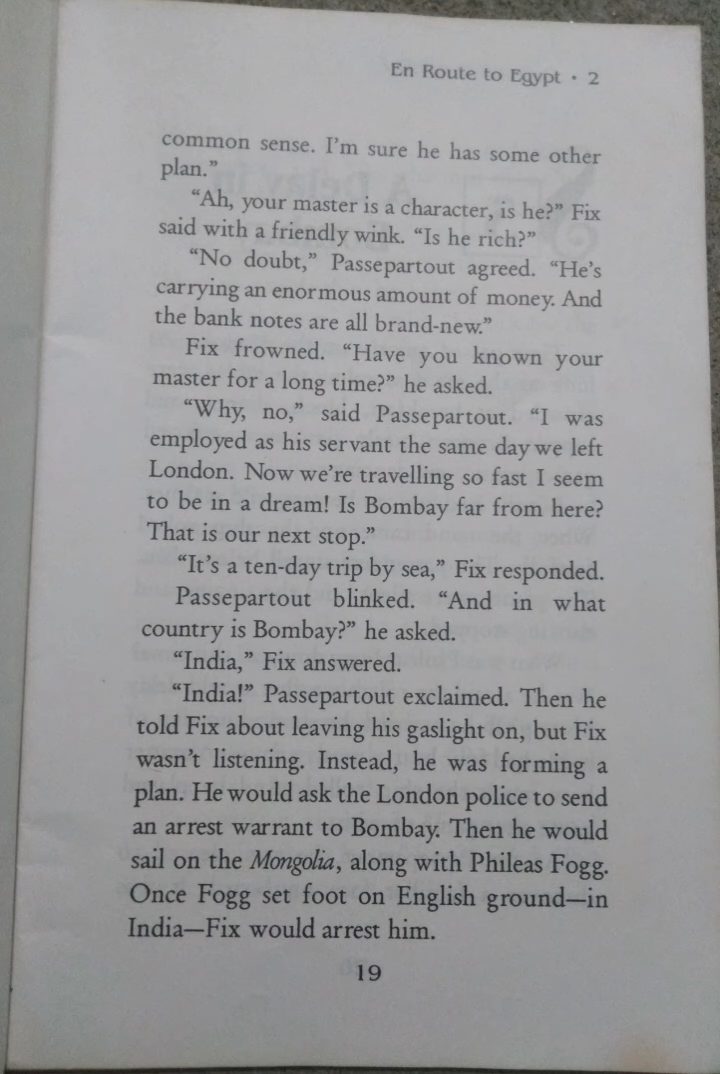 En Route to Egypt • 2
common sense. I'm sure he has some other
plan."
"Ah, your master is a character, is he?" Fix
said with a friendly wink. "Is he rich?"
"No doubt," Passepartout agreed. "He's
carrying an enormous amount of money. And
the bank notes are all brand-new."
Fix frowned. "Have you known your
master for a long time?" he asked.
"Why, no," said Passepartout. "I was
employed as his servant the same day we left
London. Now we're travelling so fast I seem
to be in a dream! Is Bombay far from here?
That is our next stop."
"It's a ten-day trip by sea," Fix responded.
Passepartout blinked. "And in what
country is Bombay?" he asked.
"India," Fix answered.
"India!" Passepartout exclaimed. Then he
told Fix about leaving his gaslight on, but Fix
wasn't listening. Instead, he was forming a
plan. He would ask the London police to send
an arrest warrant to Bombay. Then he would
sail on the Mongolia, along with Phileas Fogg.
Once Fogg set foot on English ground—in
India—Fix would arrest him.
19